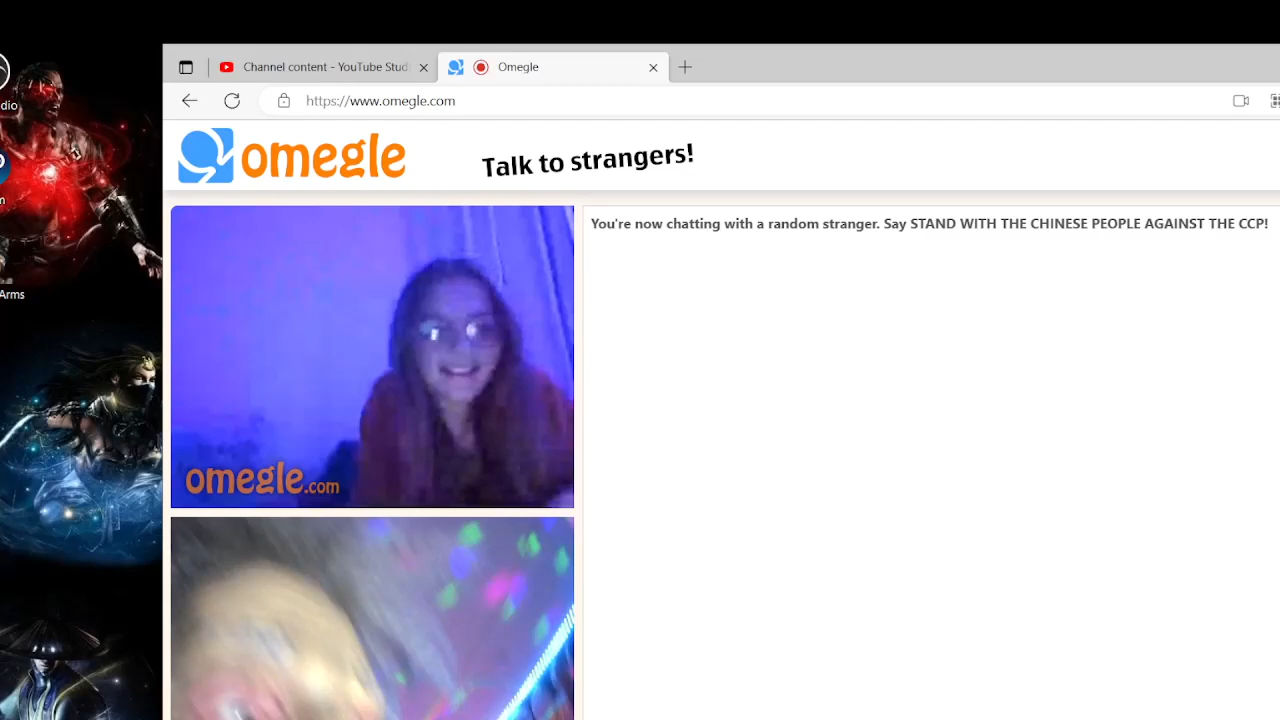 Channel content - YouTube Studi
Omegle
https://www.omegle.com
dio
omegle
Talk to strangers!
You're now chatting with a random stranger. Say STAND WITH THE CHINESE PEOPLE AGAINST THE CCP!
m
Arms
omegle.com